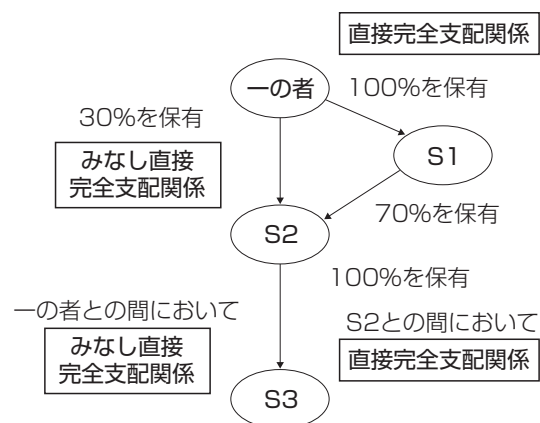 直接完全支配関係
一の者
100%を保有
30%を保有
みなし直接
完全支配関係
S1
70%を保有
S2
100%を保有
一の者との間において
みなし直接
完全支配関係
S2との間において
直接完全支配関係
S3